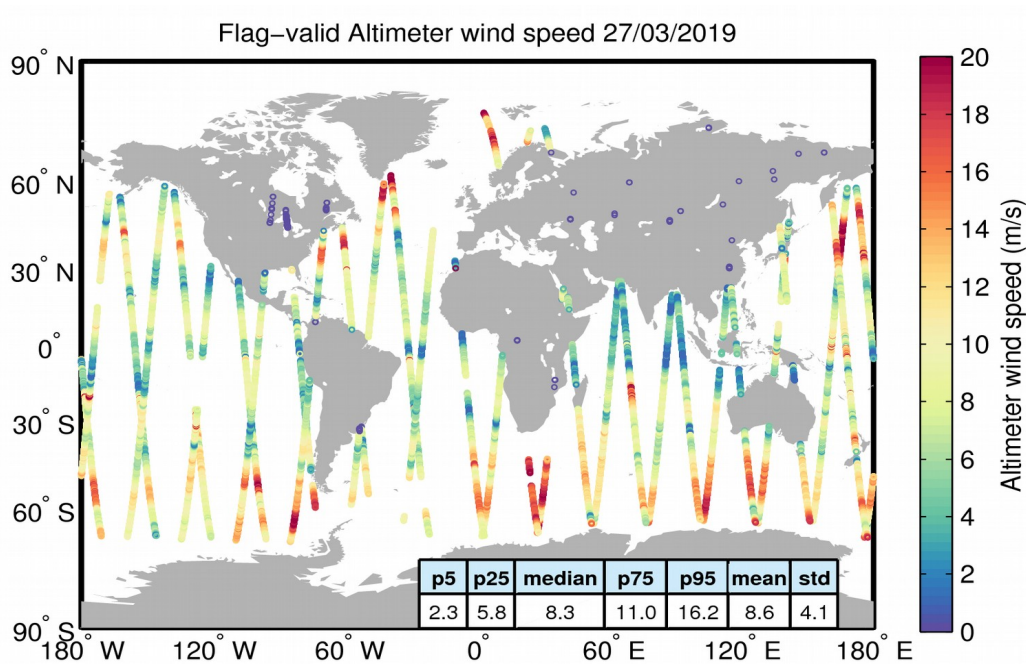 Flag-valid Altimeter wind speed 27/03/2019
90° N
60° N
30° N
0°
30° S
60° S
90° S
180° W
120° W
60° W
0°
60° E
120° E
180° E
p5 p25 median p75 p95 mean std
2.3 5.8 8.3 11.0 16.2 8.6 4.1
20
18
16
14
12
10
8
6
4
2
0
Altimeter wind speed (m/s)